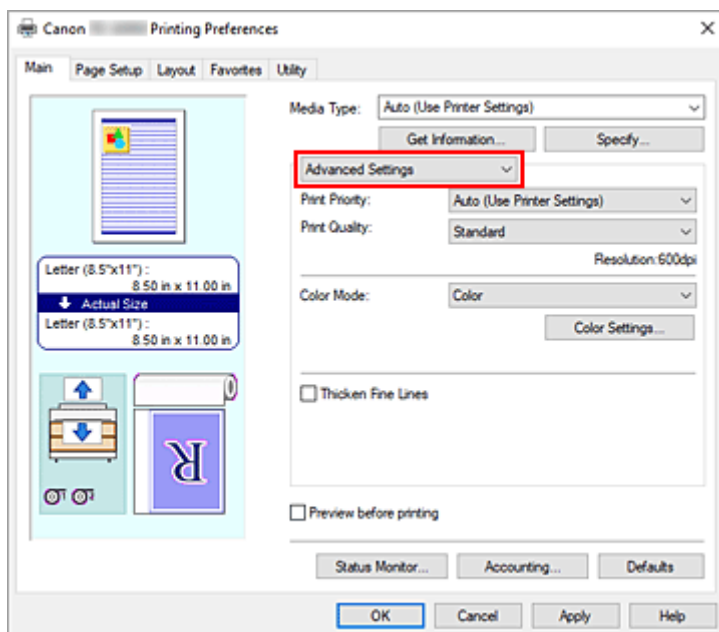 Canon Printing Preferences
Main Page Setup Layout Favorites Utility
Media Type: Auto (Use Printer Settings)
Get Information... Specify...
Advanced Settings
Print Priority: Auto (Use Printer Settings)
Print Quality: Standard
Resolution:600dpi
Letter (8.5"x11") :
8.50 in x 11.00 in
Actual Size
Letter (8.5"x11") :
8.50 in x 11.00 in
Color Mode: Color
Color Settings...
Thicken Fine Lines
R
Preview before printing
Status Monitor... Accounting... Defaults
OK Cancel Apply Help